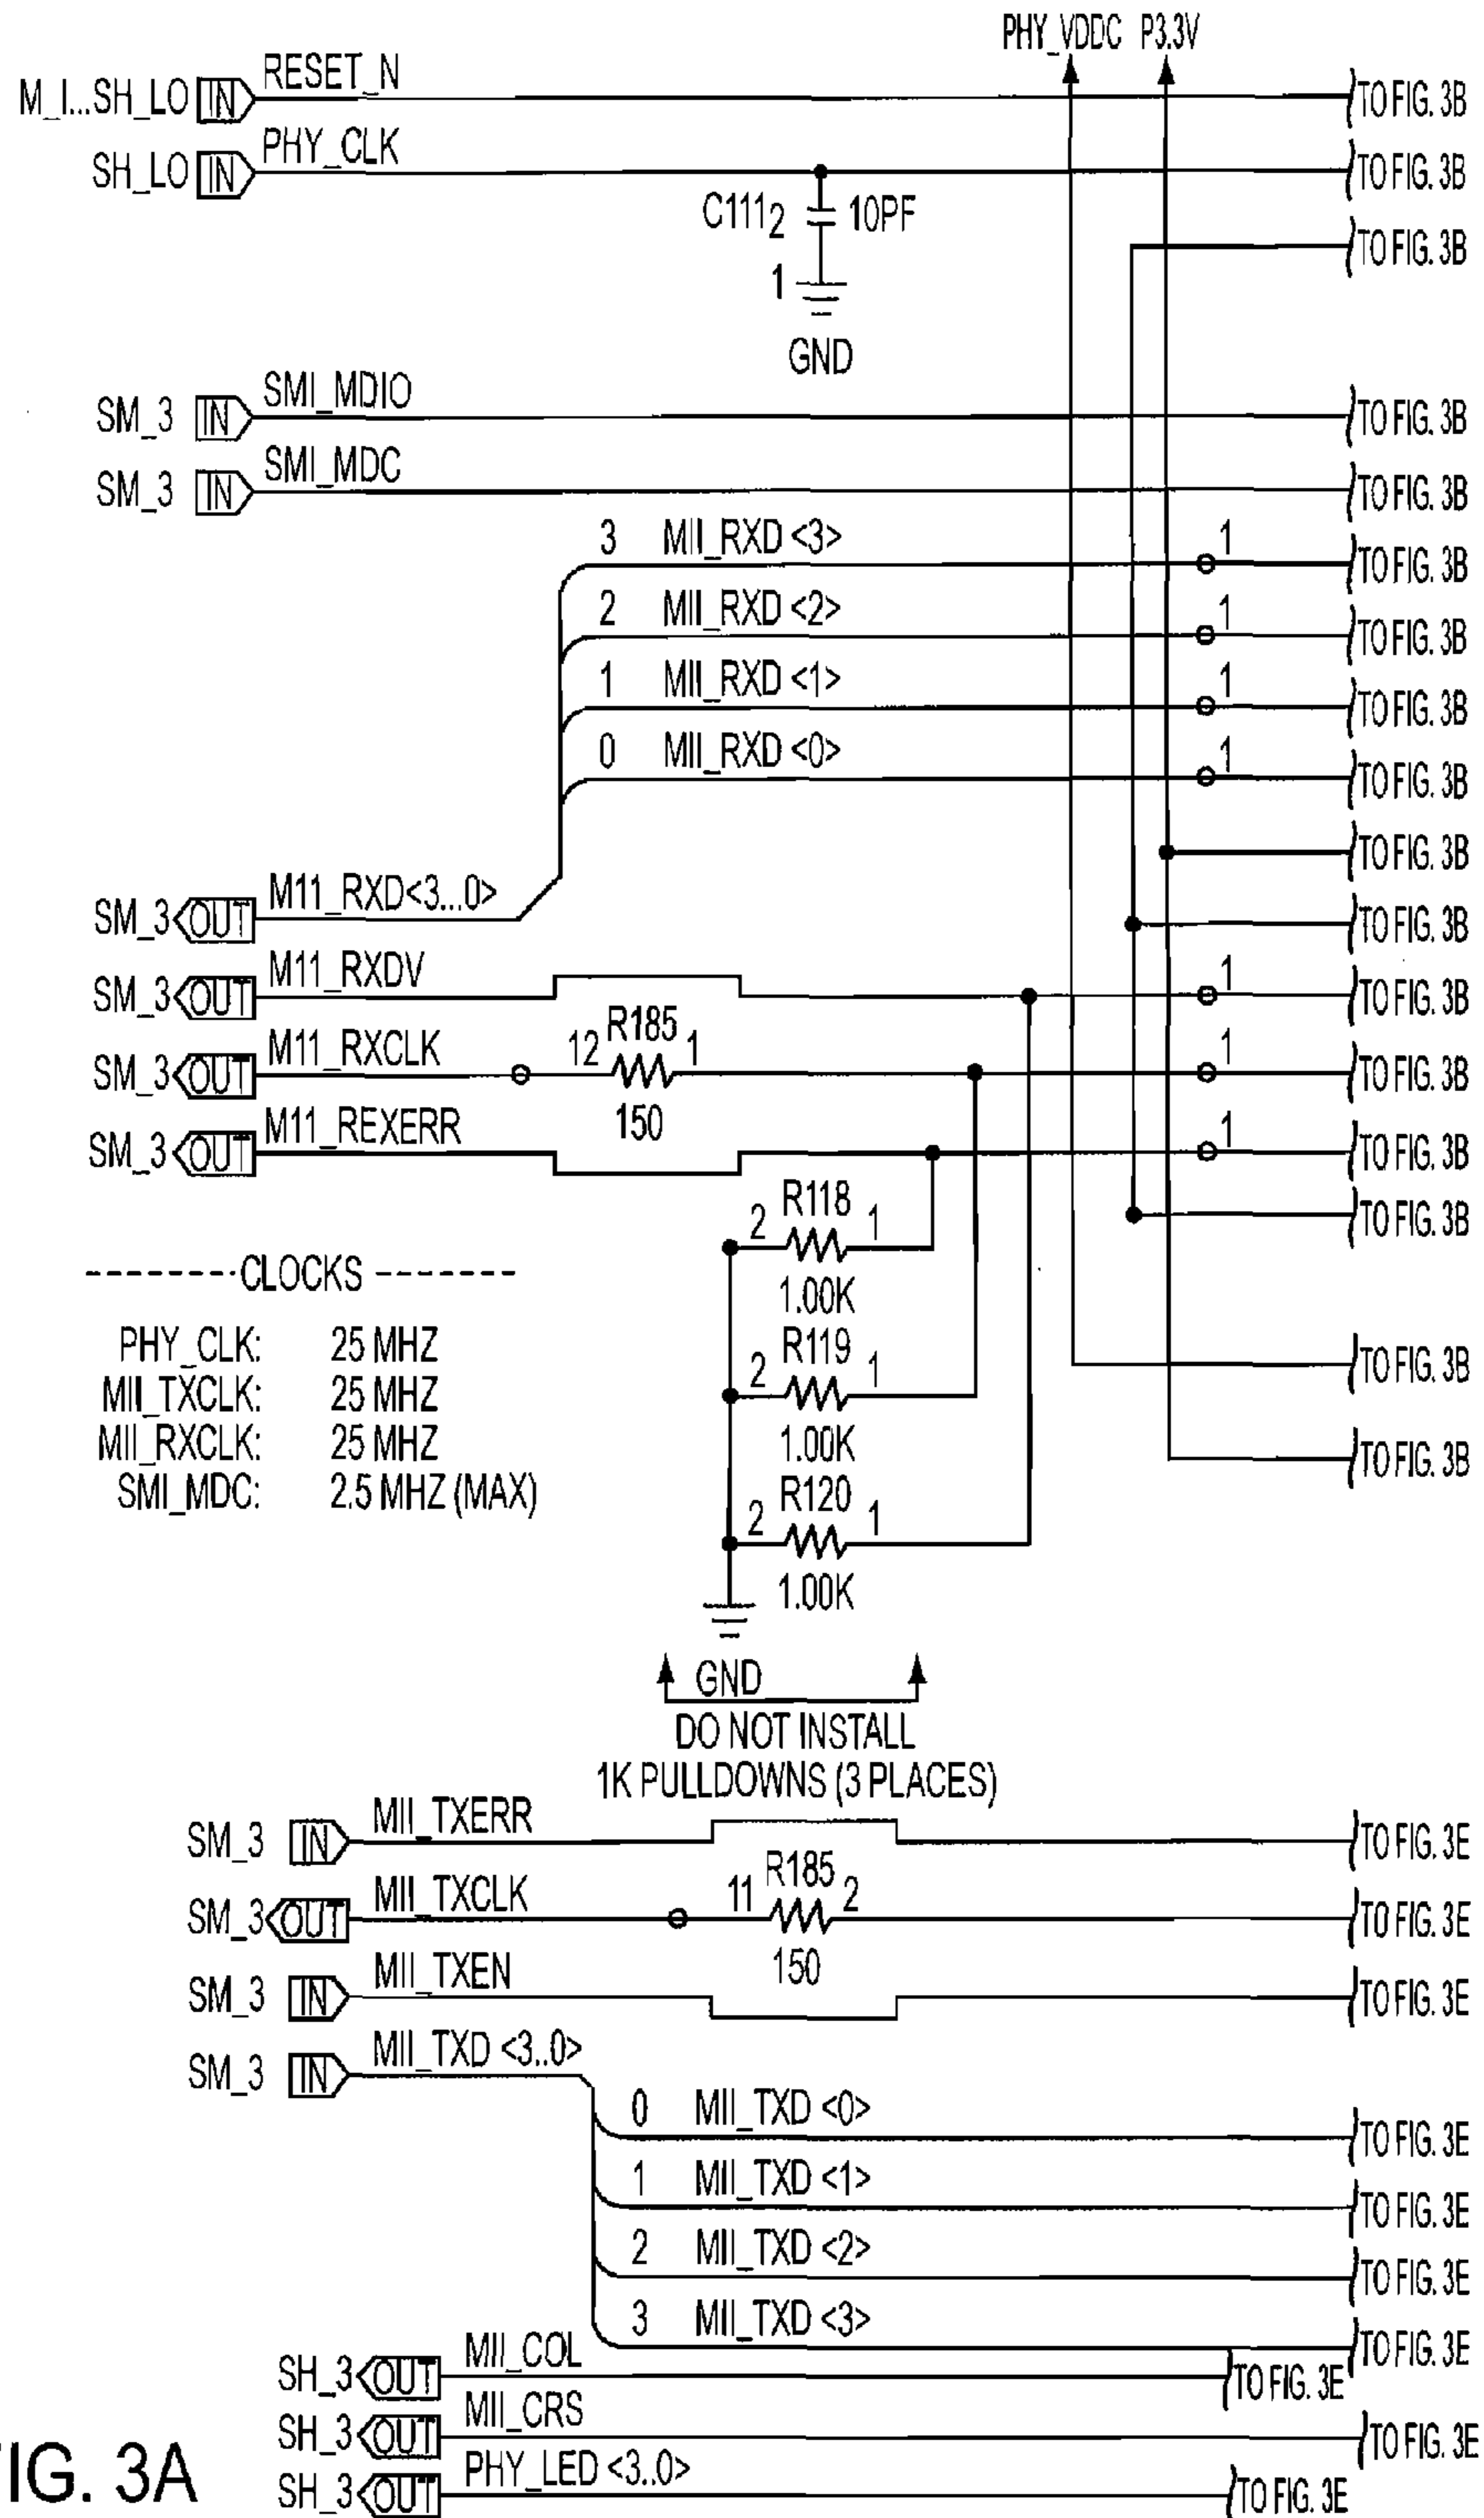 PHY_VDDC P3.3V
M_I...SH_LO IN RESET_N TO FIG. 3B
SH_LO IN PHY_CLK TO FIG. 3B
C111 2 10PF TO FIG. 3B
1
GND
SM_3 IN SMI_MDIO TO FIG. 3B
SM_3 IN SMI_MDC TO FIG. 3B
3 MII_RXD <3> 1 TO FIG. 3B
2 MII_RXD <2> 1 TO FIG. 3B
1 MII_RXD <1> 1 TO FIG. 3B
0 MII_RXD <0> 1 TO FIG. 3B
TO FIG. 3B
SM_3 OUT M11_RXD<3...0> TO FIG. 3B
SM_3 OUT M11_RXDV 1 TO FIG. 3B
SM_3 OUT M11_RXCLK 12 R185 1 1 TO FIG. 3B
150
SM_3 OUT M11_REXERR 1 TO FIG. 3B
2 R118 1 TO FIG. 3B
1.00K
--------CLOCKS-------
PHY_CLK: 25 MHZ
MII_TXCLK: 25 MHZ
MII_RXCLK: 25 MHZ
SMI_MDC: 2.5 MHZ (MAX)
2 R119 1 TO FIG. 3B
1.00K TO FIG. 3B
2 R120 1
1.00K
GND
DO NOT INSTALL
1K PULLDOWNS (3 PLACES)
SM_3 IN MII_TXERR TO FIG. 3E
SM_3 OUT MII_TXCLK 11 R185 2 TO FIG. 3E
150
SM_3 IN MII_TXEN TO FIG. 3E
SM_3 IN MII_TXD <3..0>
0 MII_TXD <0> TO FIG. 3E
1 MII_TXD <1> TO FIG. 3E
2 MII_TXD <2> TO FIG. 3E
3 MII_TXD <3> TO FIG. 3E
SH_3 OUT MII_COL TO FIG. 3E
SH_3 OUT MII_CRS TO FIG. 3E
SH_3 OUT PHY_LED <3..0> TO FIG. 3E
IG. 3A